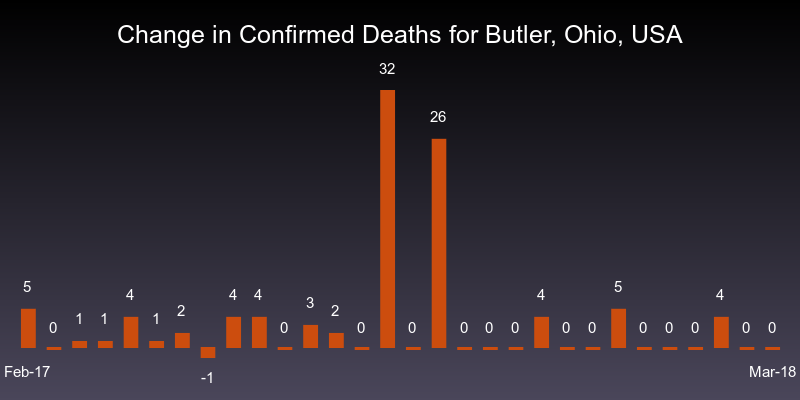 Change in Confirmed Deaths for Butler, Ohio, USA
32
26
5 0 1 1 4 1 2 4 4 0 3 2 0 0 0 0 0 4 0 0 5 0 0 0 4 0 0
Feb-17 Mar-18
-1